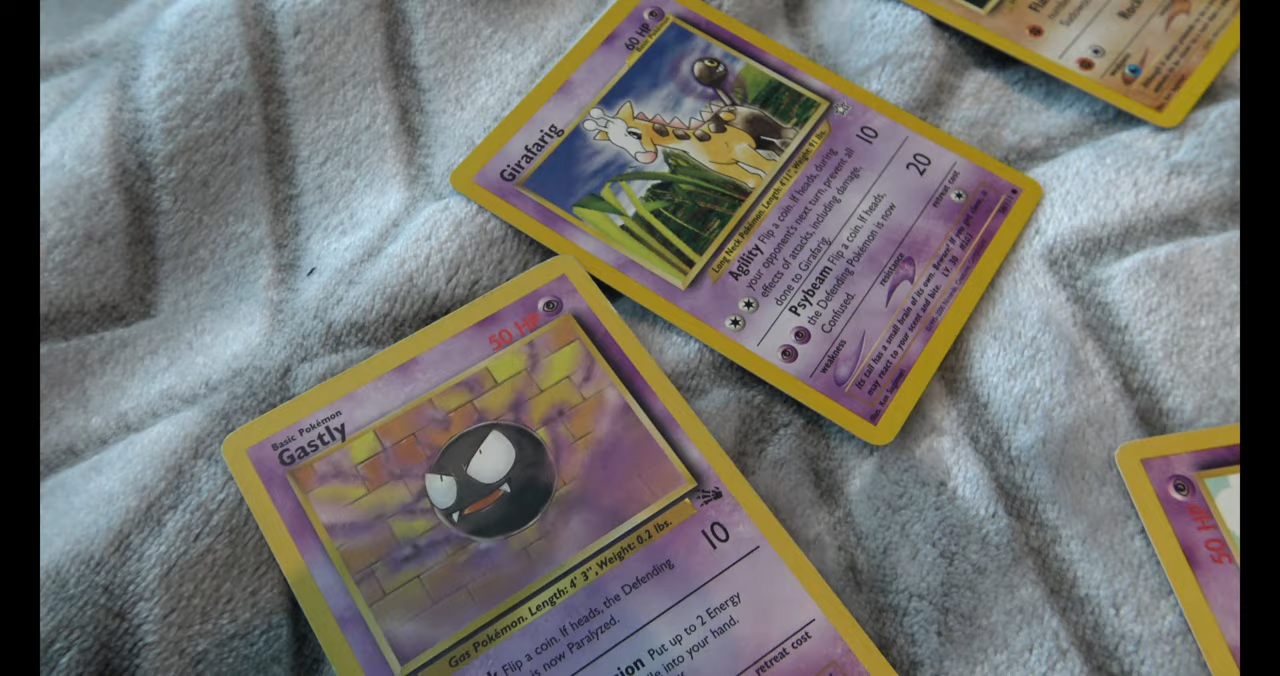 60 HP
Basic Pokémon
Girafarig
Long Neck Pokémon. Length: 4' 11", Weight: 91 lbs.
Agility Flip a coin. If heads, during
your opponent's next turn, prevent all
effects of attacks, including damage,
done to Girafarig.
10
Psybeam Flip a coin. If heads,
the Defending Pokémon is now
Confused.
20
weakness
resistance
retreat cost
Its tail has a small brain of its own. Beware! If you get close, it
may react to your scent and bite. LV. 30
Basic Pokémon
Gastly
50 HP
Gas Pokémon. Length: 4' 3", Weight: 0.2 lbs.
Flip a coin. If heads, the Defending
is now Paralyzed.
10
Put up to 2 Energy
into your hand.
retreat cost
50 HP